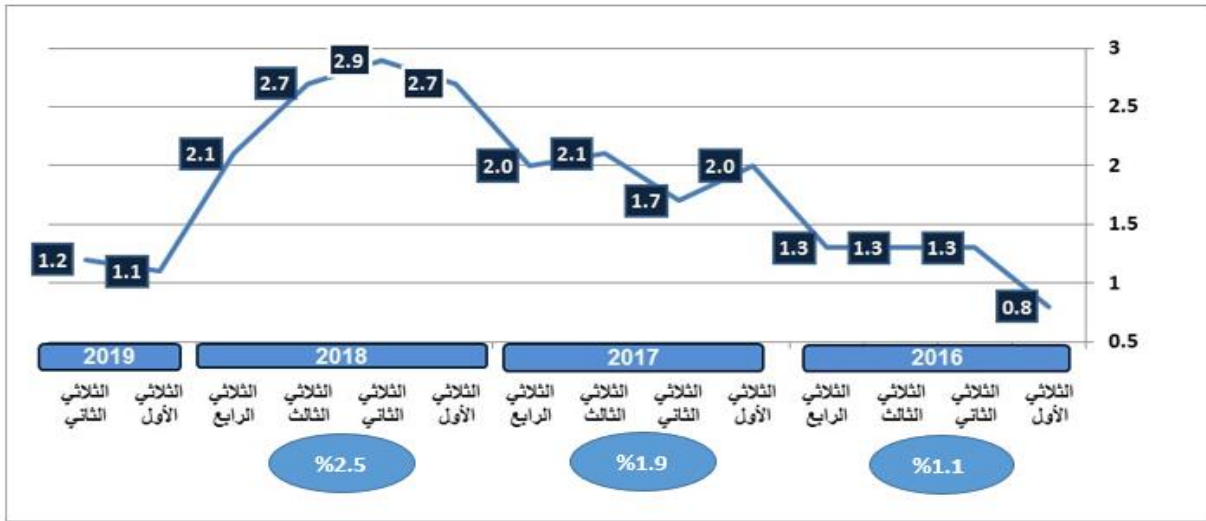 3
2.5
2
1.5
1
0.5
0.8
1.3
1.3
1.3
2.0
1.7
2.1
2.0
2.7
2.9
2.7
2.1
1.1
1.2
2016
2017
2018
2019
الثلاثي الأول
الثلاثي الثاني
الثلاثي الثالث
الثلاثي الرابع
الثلاثي الأول
الثلاثي الثاني
الثلاثي الثالث
الثلاثي الرابع
الثلاثي الأول
الثلاثي الثاني
الثلاثي الثالث
الثلاثي الرابع
الثلاثي الأول
الثلاثي الثاني
%1.1
%1.9
%2.5